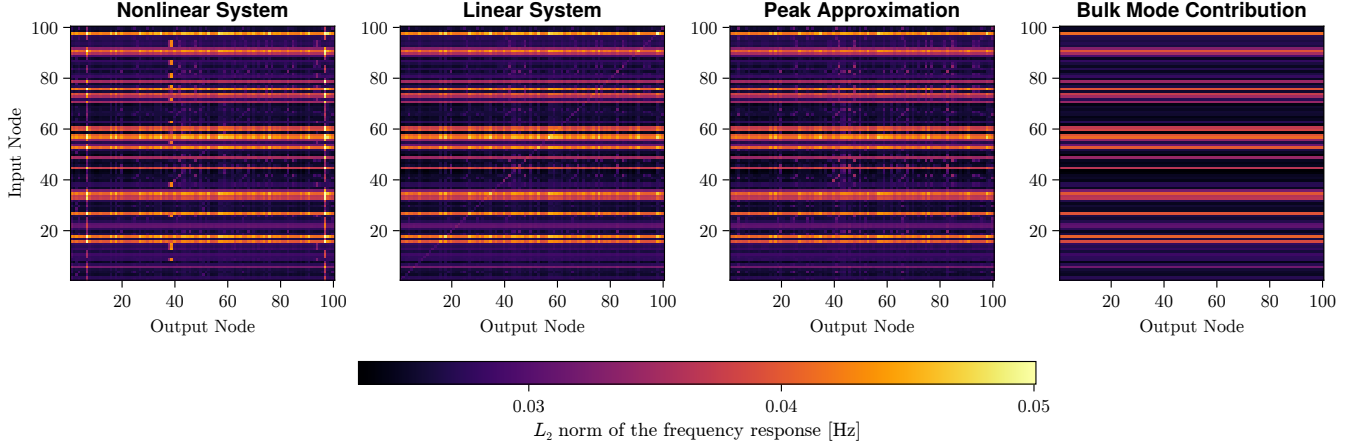 Nonlinear System
Linear System
Peak Approximation
Bulk Mode Contribution
Input Node
100
80
60
40
20
20 40 60 80 100
Output Node
100
80
60
40
20
20 40 60 80 100
Output Node
100
80
60
40
20
20 40 60 80 100
Output Node
100
80
60
40
20
20 40 60 80 100
Output Node
0.03 0.04 0.05
L₂ norm of the frequency response [Hz]